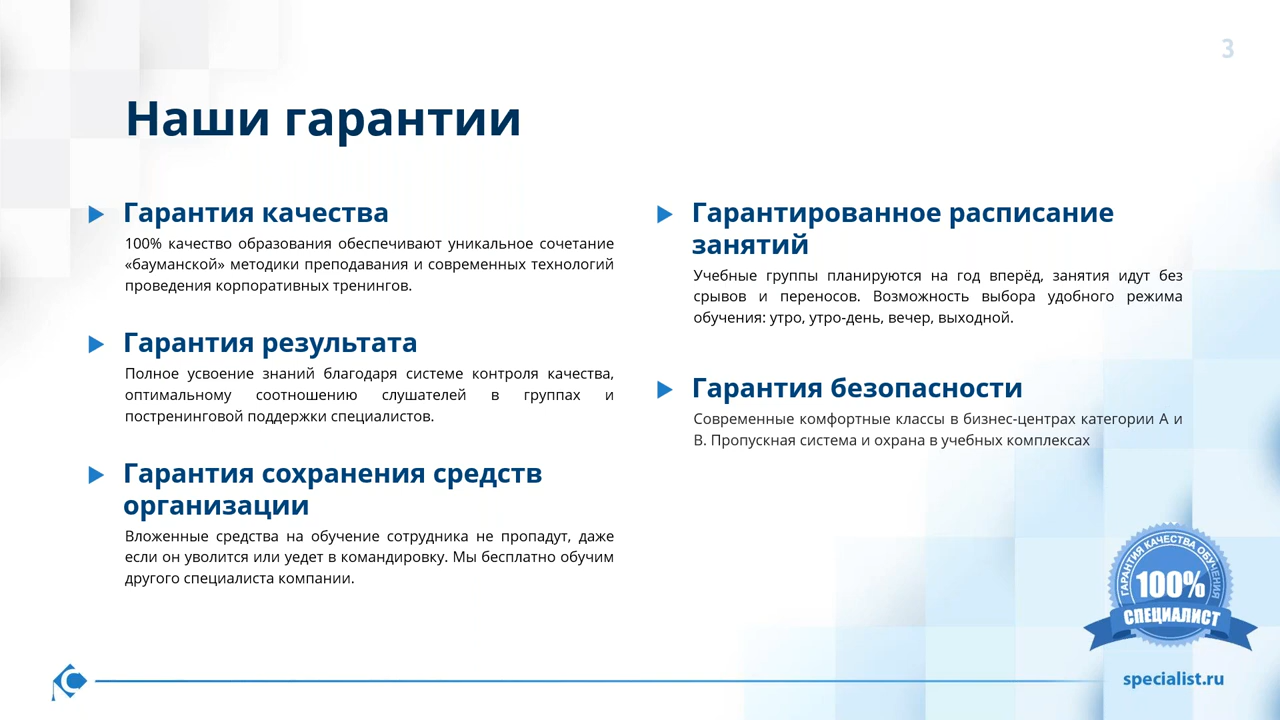 3
Наши гарантии
Гарантия качества
100% качество образования обеспечивают уникальное сочетание
«бауманской» методики преподавания и современных технологий
проведения корпоративных тренингов.
Гарантия результата
Полное усвоение знаний благодаря системе контроля качества,
оптимальному соотношению слушателей в группах и
постренинговой поддержки специалистов.
Гарантия сохранения средств
организации
Вложенные средства на обучение сотрудника не пропадут, даже
если он уволится или уедет в командировку. Мы бесплатно обучим
другого специалиста компании.
Гарантированное расписание
занятий
Учебные группы планируются на год вперёд, занятия идут без
срывов и переносов. Возможность выбора удобного режима
обучения: утро, утро-день, вечер, выходной.
Гарантия безопасности
Современные комфортные классы в бизнес-центрах категории А и
В. Пропускная система и охрана в учебных комплексах
ГАРАНТИЯ КАЧЕСТВА ОБУЧЕНИЯ
100%
СПЕЦИАЛИСТ
specialist.ru